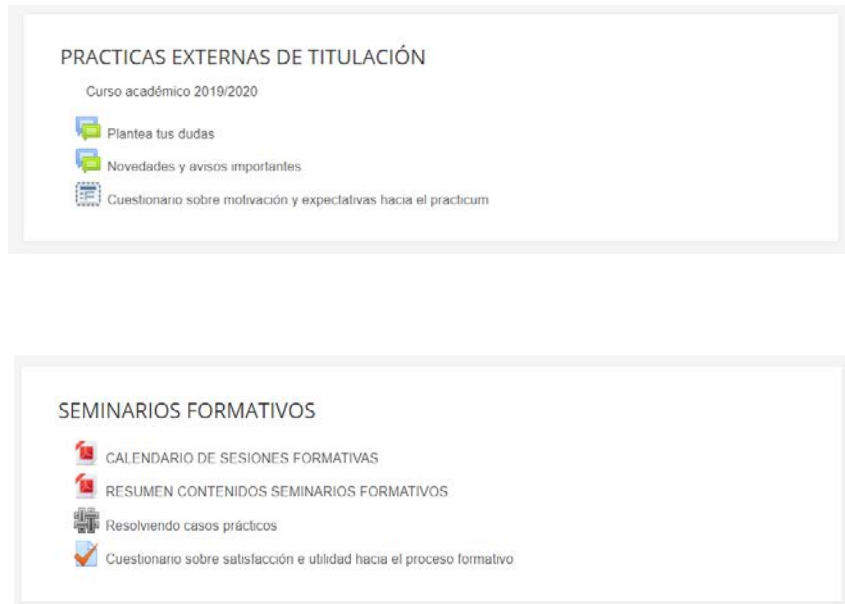 PRACTICAS EXTERNAS DE TITULACIÓN
Curso académico 2019/2020
Plantea tus dudas
Novedades y avisos importantes
Cuestionario sobre motivación y expectativas hacia el practicum
SEMINARIOS FORMATIVOS
CALENDARIO DE SESIONES FORMATIVAS
RESUMEN CONTENIDOS SEMINARIOS FORMATIVOS
Resolviendo casos prácticos
Cuestionario sobre satisfacción e utilidad hacia el proceso formativo